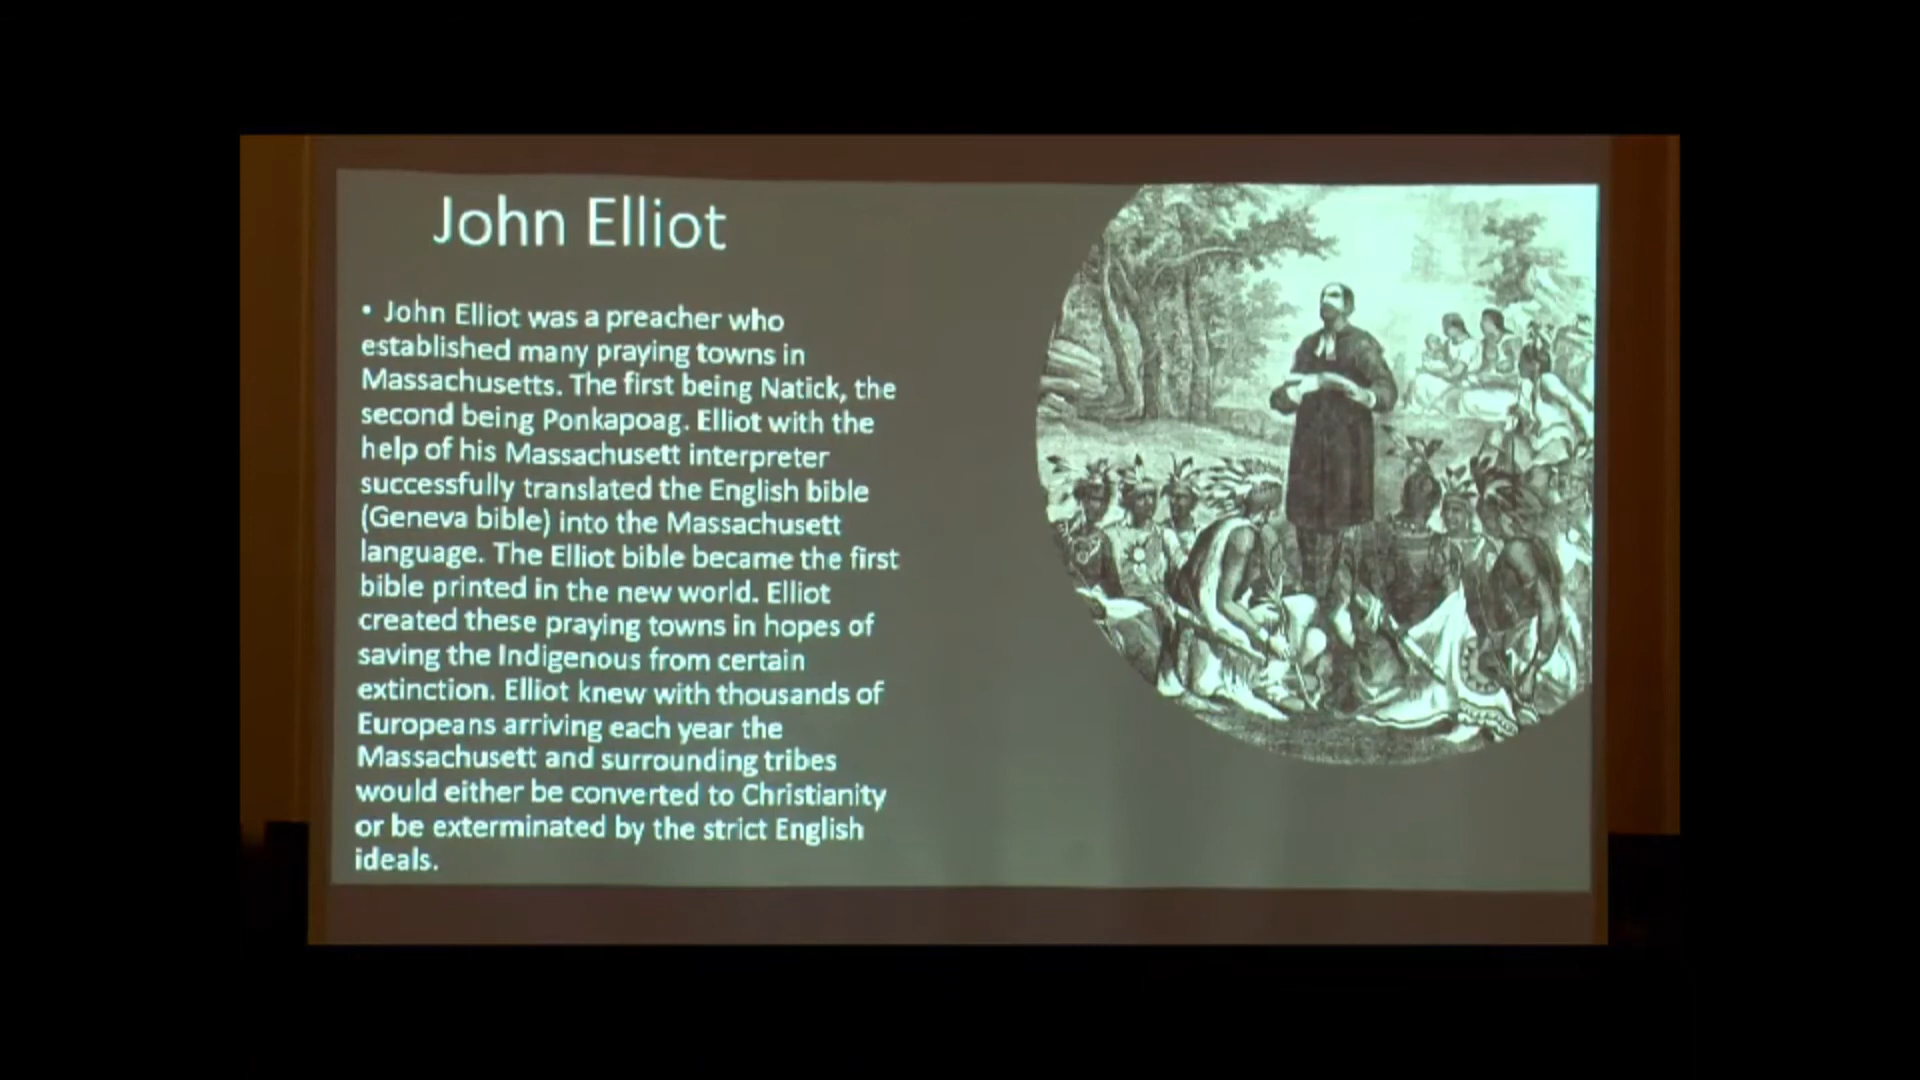 John Elliot
• John Elliot was a preacher who
established many praying towns in
Massachusetts. The first being Natick, the
second being Ponkapoag. Elliot with the
help of his Massachusett interpreter
successfully translated the English bible
(Geneva bible) into the Massachusett
language. The Elliot bible became the first
bible printed in the new world. Elliot
created these praying towns in hopes of
saving the Indigenous from certain
extinction. Elliot knew with thousands of
Europeans arriving each year the
Massachusett and surrounding tribes
would either be converted to Christianity
or be exterminated by the strict English
ideals.